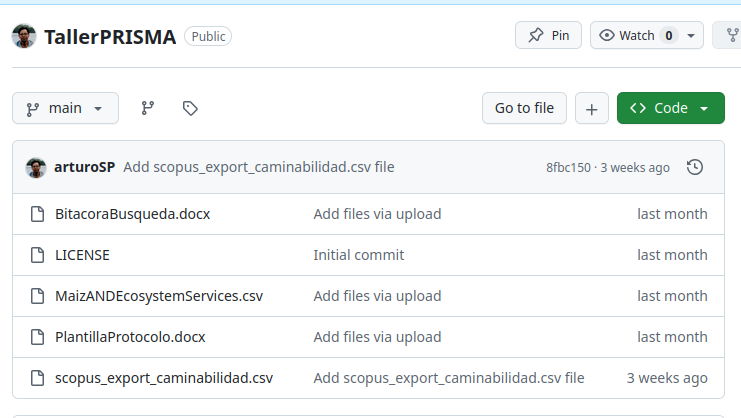 TallerPRISMA Public Pin Watch 0
main Go to file + Code
arturoSP Add scopus_export_caminabilidad.csv file 8fbc150 · 3 weeks ago
BitacoraBusqueda.docx Add files via upload last month
LICENSE Initial commit last month
MaizANDEcosystemServices.csv Add files via upload last month
PlantillaProtocolo.docx Add files via upload last month
scopus_export_caminabilidad.csv Add scopus_export_caminabilidad.csv file 3 weeks ago